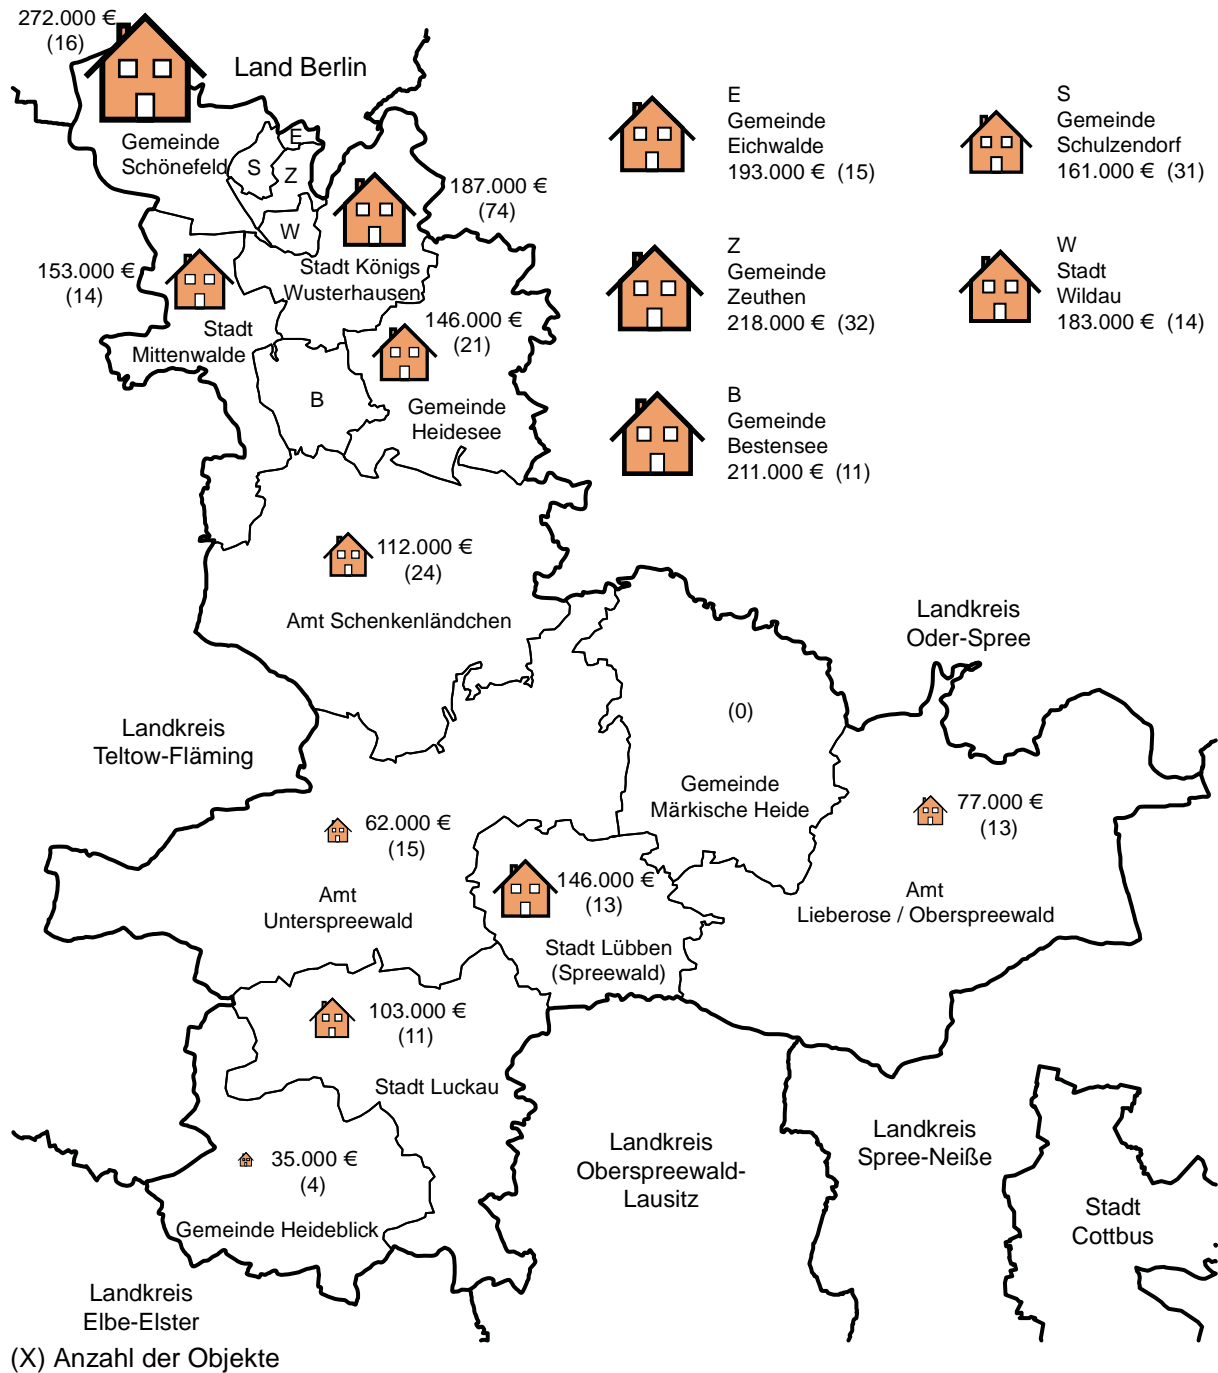 272.000 €
(16)
Land Berlin
Gemeinde
Schönefeld
E
S
Z
W
187.000 €
(74)
Stadt Königs
Wusterhausen
153.000 €
(14)
Stadt
Mittenwalde
146.000 €
(21)
B
Gemeinde
Heidesee
E
Gemeinde
Eichwalde
193.000 € (15)
S
Gemeinde
Schulzendorf
161.000 € (31)
Z
Gemeinde
Zeuthen
218.000 € (32)
W
Stadt
Wildau
183.000 € (14)
B
Gemeinde
Bestensee
211.000 € (11)
112.000 €
(24)
Amt Schenkenländchen
Landkreis
Oder-Spree
Landkreis
Teltow-Fläming
(0)
Gemeinde
Märkische Heide
77.000 €
(13)
Amt
Lieberose / Oberspreewald
62.000 €
(15)
Amt
Unterspreewald
146.000 €
(13)
Stadt Lübben
(Spreewald)
103.000 €
(11)
Stadt Luckau
35.000 €
(4)
Gemeinde Heideblick
Landkreis
Oberspreewald-
Lausitz
Landkreis
Spree-Neiße
Stadt
Cottbus
Landkreis
Elbe-Elster
(X) Anzahl der Objekte